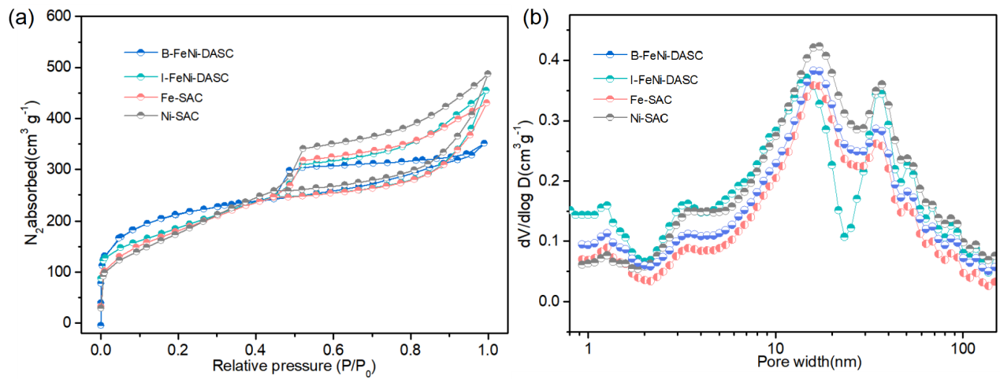 (a)
600
500
400
300
200
100
0
N₂absorbed(cm³ g⁻¹)
B-FeNi-DASC
I-FeNi-DASC
Fe-SAC
Ni-SAC
0.0 0.2 0.4 0.6 0.8 1.0
Relative pressure (P/P₀)
(b)
0.4
0.3
0.2
0.1
0.0
dV/dlog D(cm³g⁻¹)
B-FeNi-DASC
I-FeNi-DASC
Fe-SAC
Ni-SAC
1 10 100
Pore width(nm)